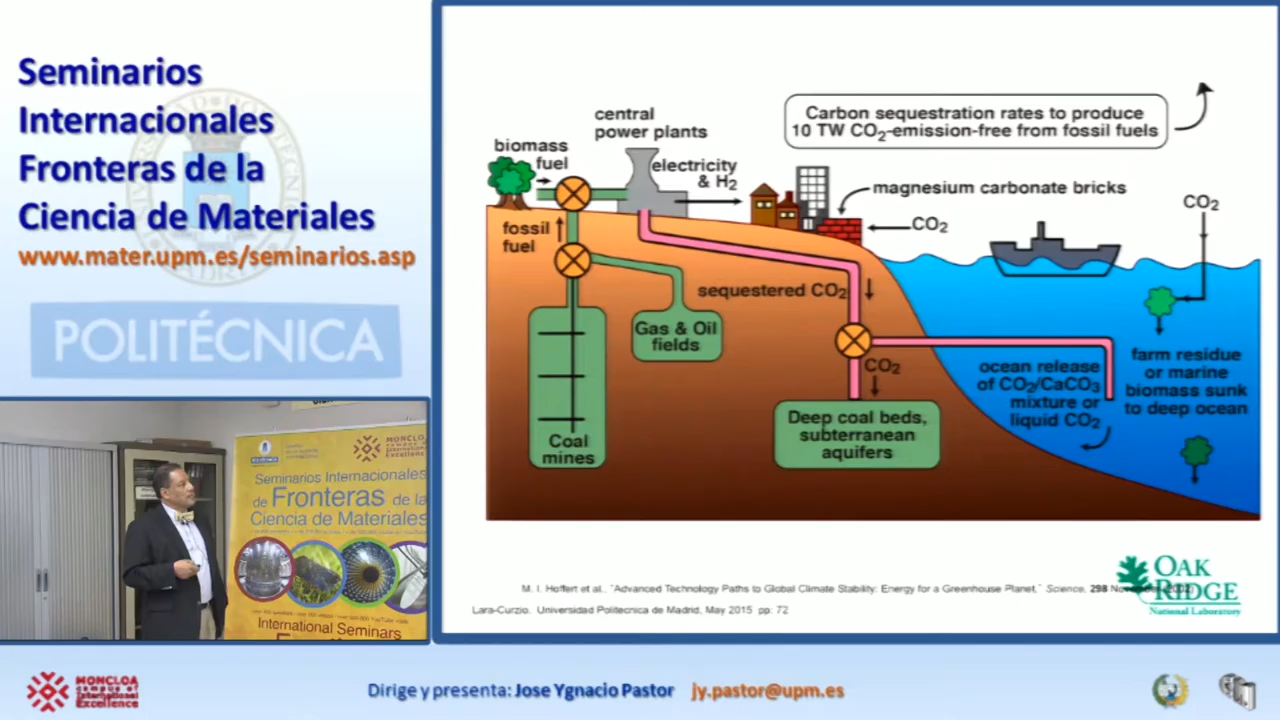 Seminarios
Internacionales
Fronteras de la
Ciencia de Materiales
www.mater.upm.es/seminarios.asp
POLITÉCNICA
MONCLOA
Seminarios Internacionales
de Fronteras de la
Ciencia de Materiales
International Seminars
Carbon sequestration rates to produce
10 TW CO₂-emission-free from fossil fuels
central
power plants
biomass
fuel
electricity
& H₂
magnesium carbonate bricks
CO₂
CO₂
fossil
fuel
sequestered CO₂
Gas & Oil
fields
CO₂
ocean release
of CO₂/CaCO₃
mixture or
liquid CO₂
farm residue
or marine
biomass sunk
to deep ocean
Deep coal beds,
subterranean
aquifers
Coal
mines
M. I. Hoffert et al., "Advanced Technology Paths to Global Climate Stability: Energy for a Greenhouse Planet," Science, 298
Lara-Curzio. Universidad Politecnica de Madrid, May 2015 pp: 72
OAK
RIDGE
National Laboratory
MONCLOA
campus of
International
Excellence
Dirige y presenta: Jose Ygnacio Pastor jy.pastor@upm.es